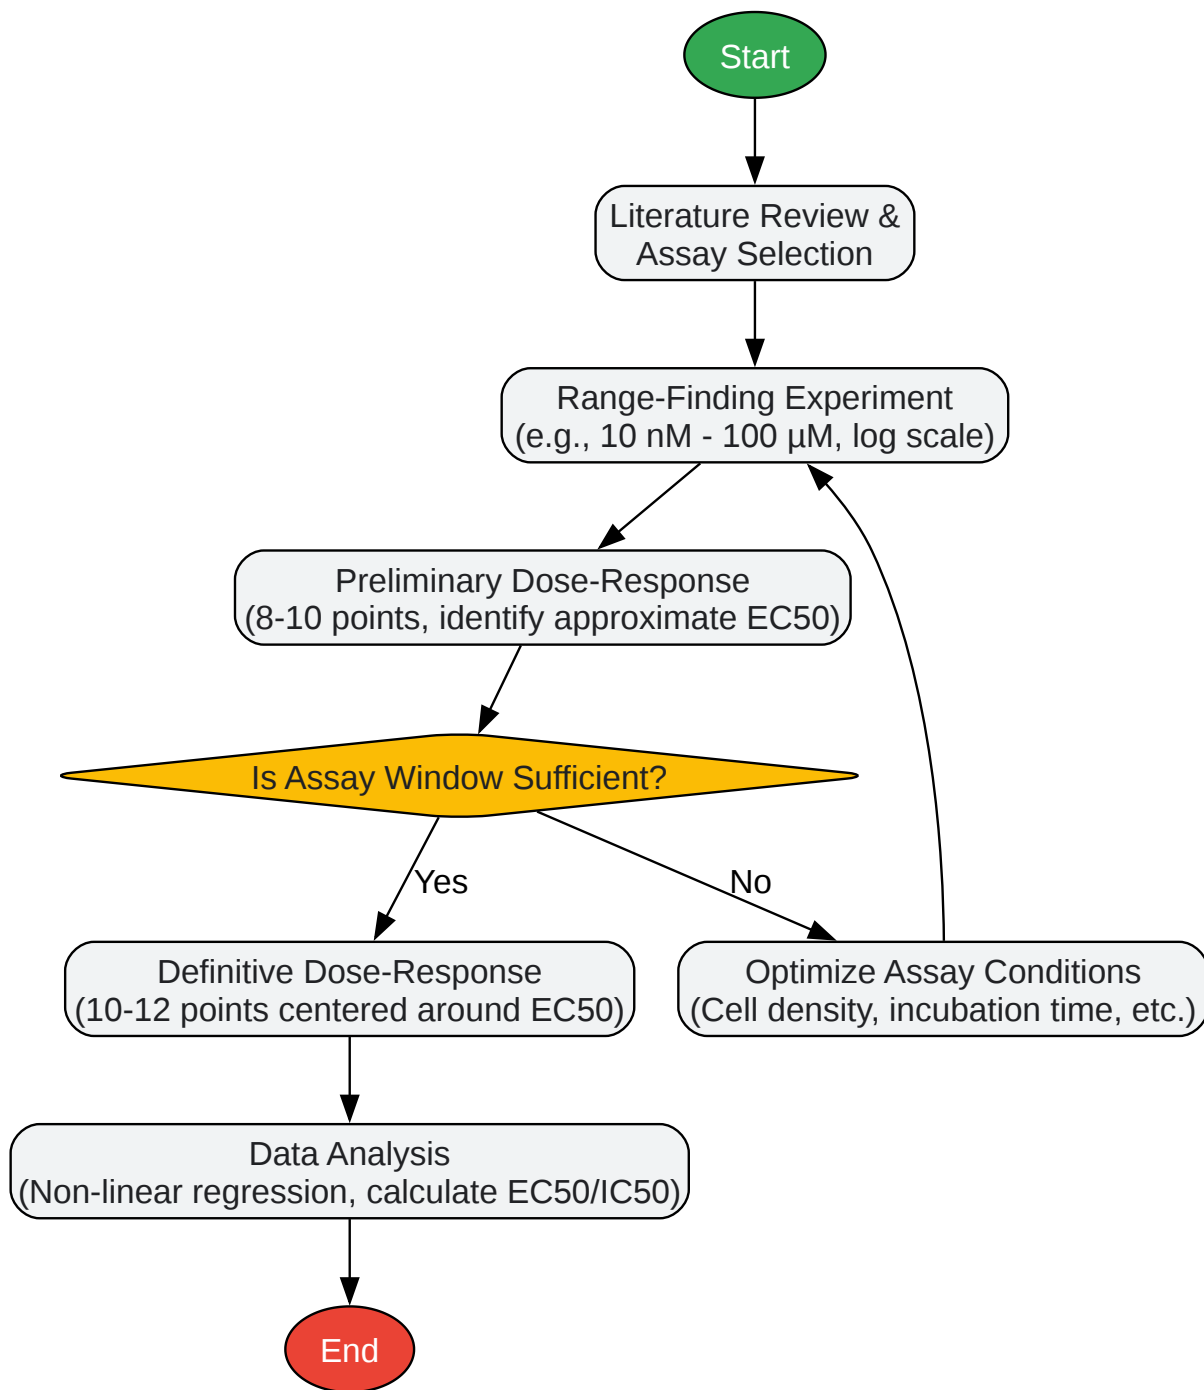 Start
Literature Review &
Assay Selection
Range-Finding Experiment
(e.g., 10 nM - 100 µM, log scale)
Preliminary Dose-Response
(8-10 points, identify approximate EC50)
Is Assay Window Sufficient?
Yes
No
Definitive Dose-Response
(10-12 points centered around EC50)
Optimize Assay Conditions
(Cell density, incubation time, etc.)
Data Analysis
(Non-linear regression, calculate EC50/IC50)
End